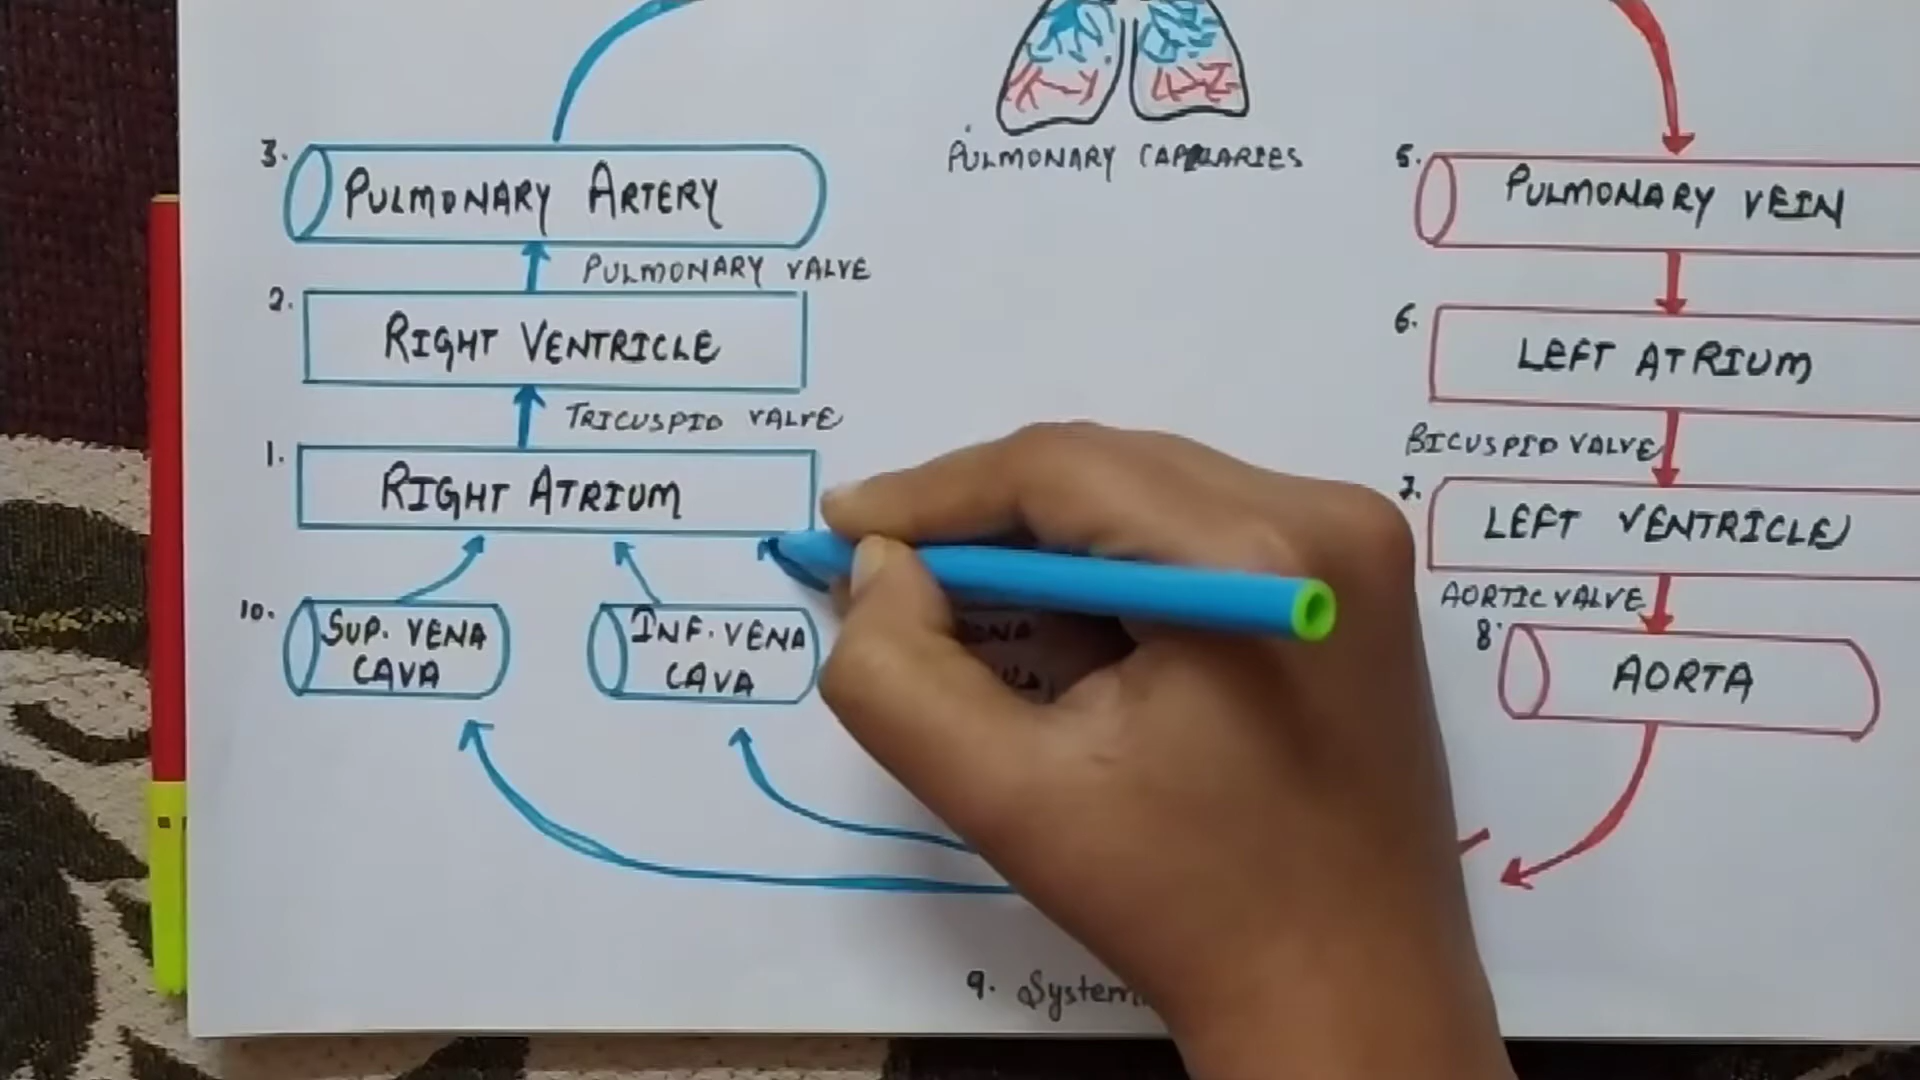 3. PULMONARY ARTERY
PULMONARY VALVE
2. RIGHT VENTRICLE
TRICUSPID VALVE
1. RIGHT ATRIUM
10. SUP. VENA
CAVA
INF. VENA
CAVA
PULMONARY CAPILLARIES
5. PULMONARY VEIN
6. LEFT ATRIUM
BICUSPID VALVE
7. LEFT VENTRICLE
AORTIC VALVE
8. AORTA
9.